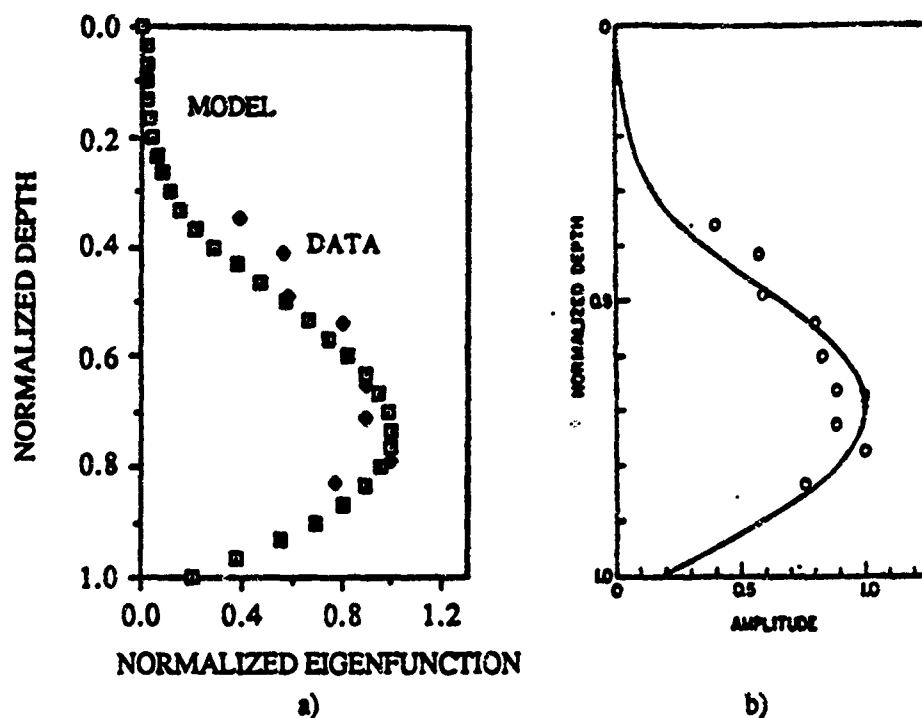 0.0
0.2
0.4
0.6
0.8
1.0
NORMALIZED DEPTH
MODEL
DATA
0.0
0.4
0.8
1.2
NORMALIZED EIGENFUNCTION
a)
0
0.5
1.0
NORMALIZED DEPTH
0
0.5
1.0
AMPLITUDE
b)